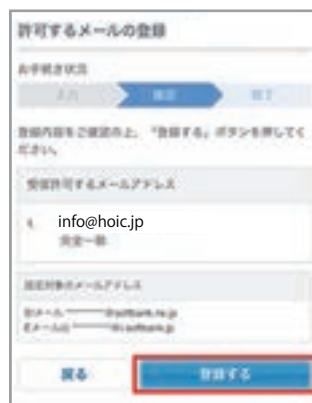 許可するメールの登録
お手続き状況
入力 確認 完了
登録内容をご確認の上、「登録する」ボタンを押してく
ださい。
受信許可するメールアドレス
1. info@hoic.jp
完全一致
設定対象のメールアドレス
戻る 登録する